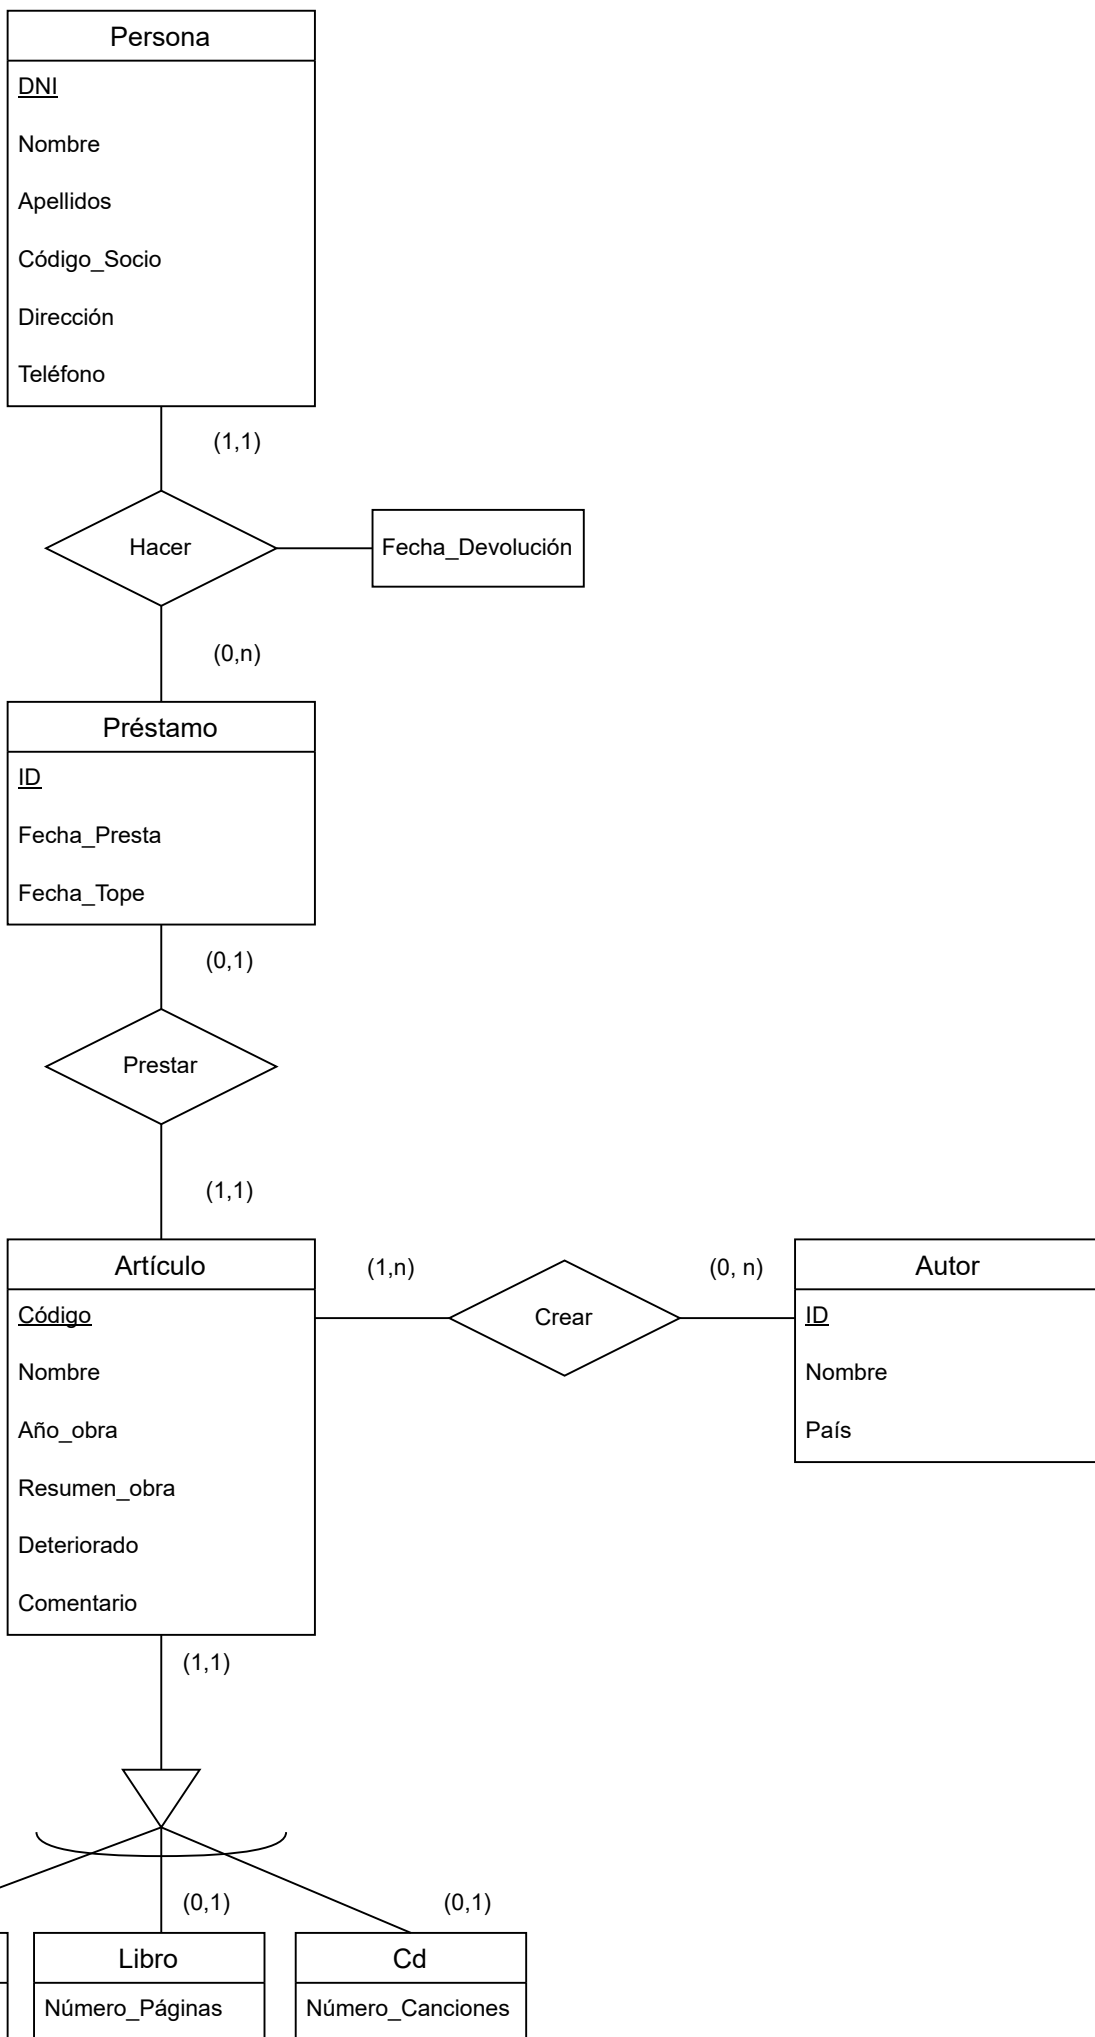 Persona
DNI
Nombre
Apellidos
Código_Socio
Dirección
Teléfono
(1,1)
Hacer
Fecha_Devolución
(0,n)
Préstamo
ID
Fecha_Presta
Fecha_Tope
(0,1)
Prestar
(1,1)
Artículo
Código
Nombre
Año_obra
Resumen_obra
Deteriorado
Comentario
(1,n)
Crear
(0, n)
Autor
ID
Nombre
País
(1,1)
(0,1)
(0,1)
Libro
Número_Páginas
Cd
Número_Canciones